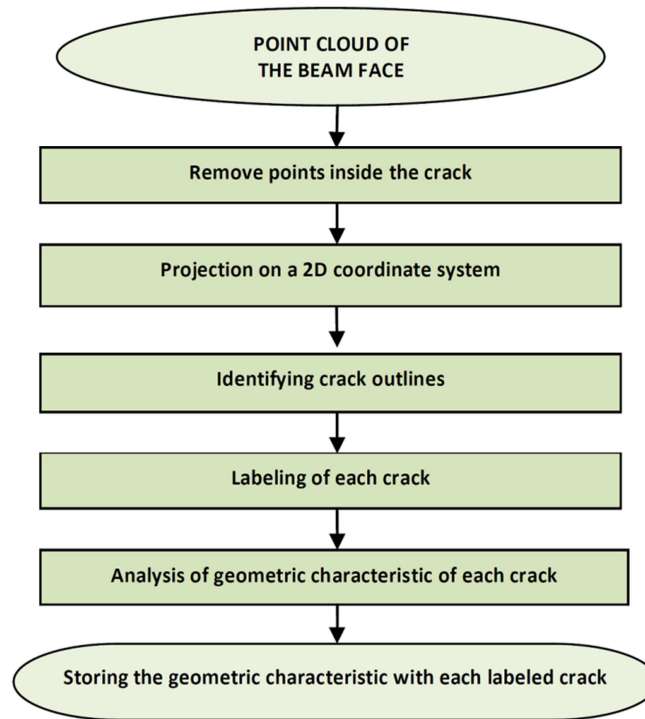 POINT CLOUD OF
THE BEAM FACE
Remove points inside the crack
Projection on a 2D coordinate system
Identifying crack outlines
Labeling of each crack
Analysis of geometric characteristic of each crack
Storing the geometric characteristic with each labeled crack